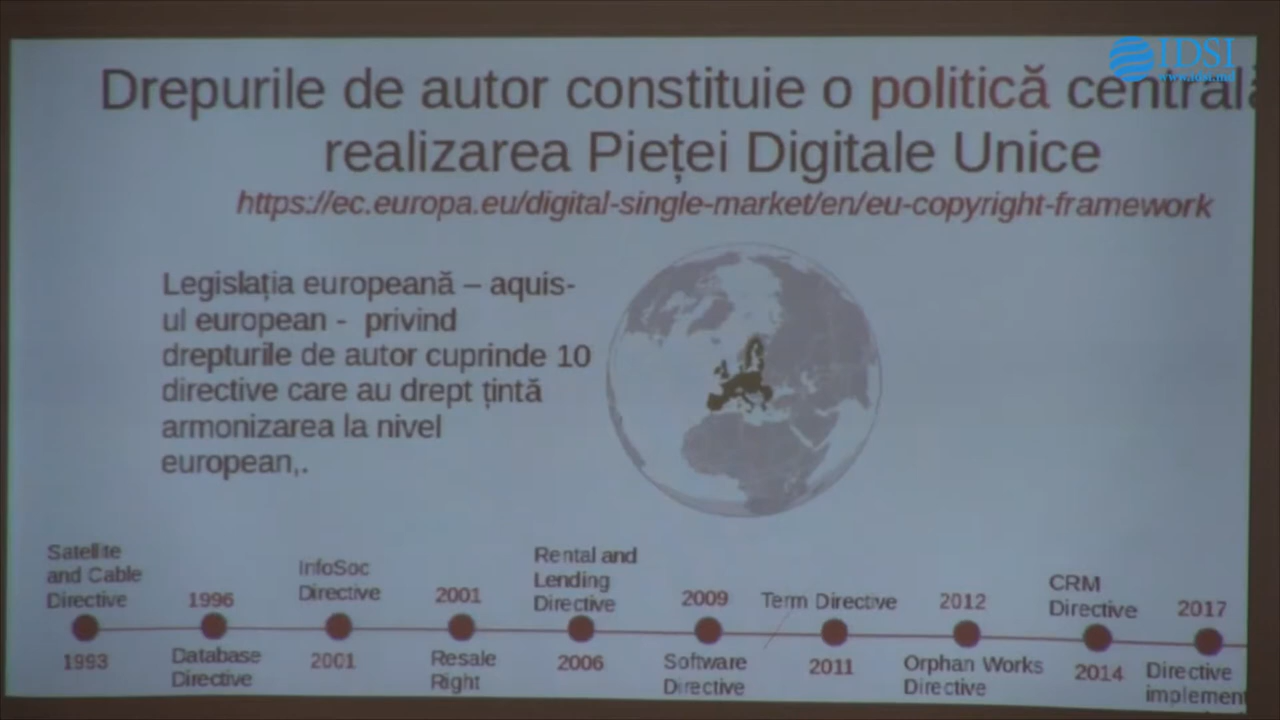 IDSI
www.idsi.md
Drepurile de autor constituie o politică centrală
realizarea Pieței Digitale Unice
https://ec.europa.eu/digital-single-market/en/eu-copyright-framework
Legislația europeană – aquis-
ul european - privind
drepturile de autor cuprinde 10
directive care au drept țintă
armonizarea la nivel
european,.
Satellite
and Cable
Directive
1993
1996
Database
Directive
InfoSoc
Directive
2001
2001
Resale
Right
Rental and
Lending
Directive
2006
2009
Software
Directive
Term Directive
2011
2012
Orphan Works
Directive
CRM
Directive
2014
2017
Directive
implement